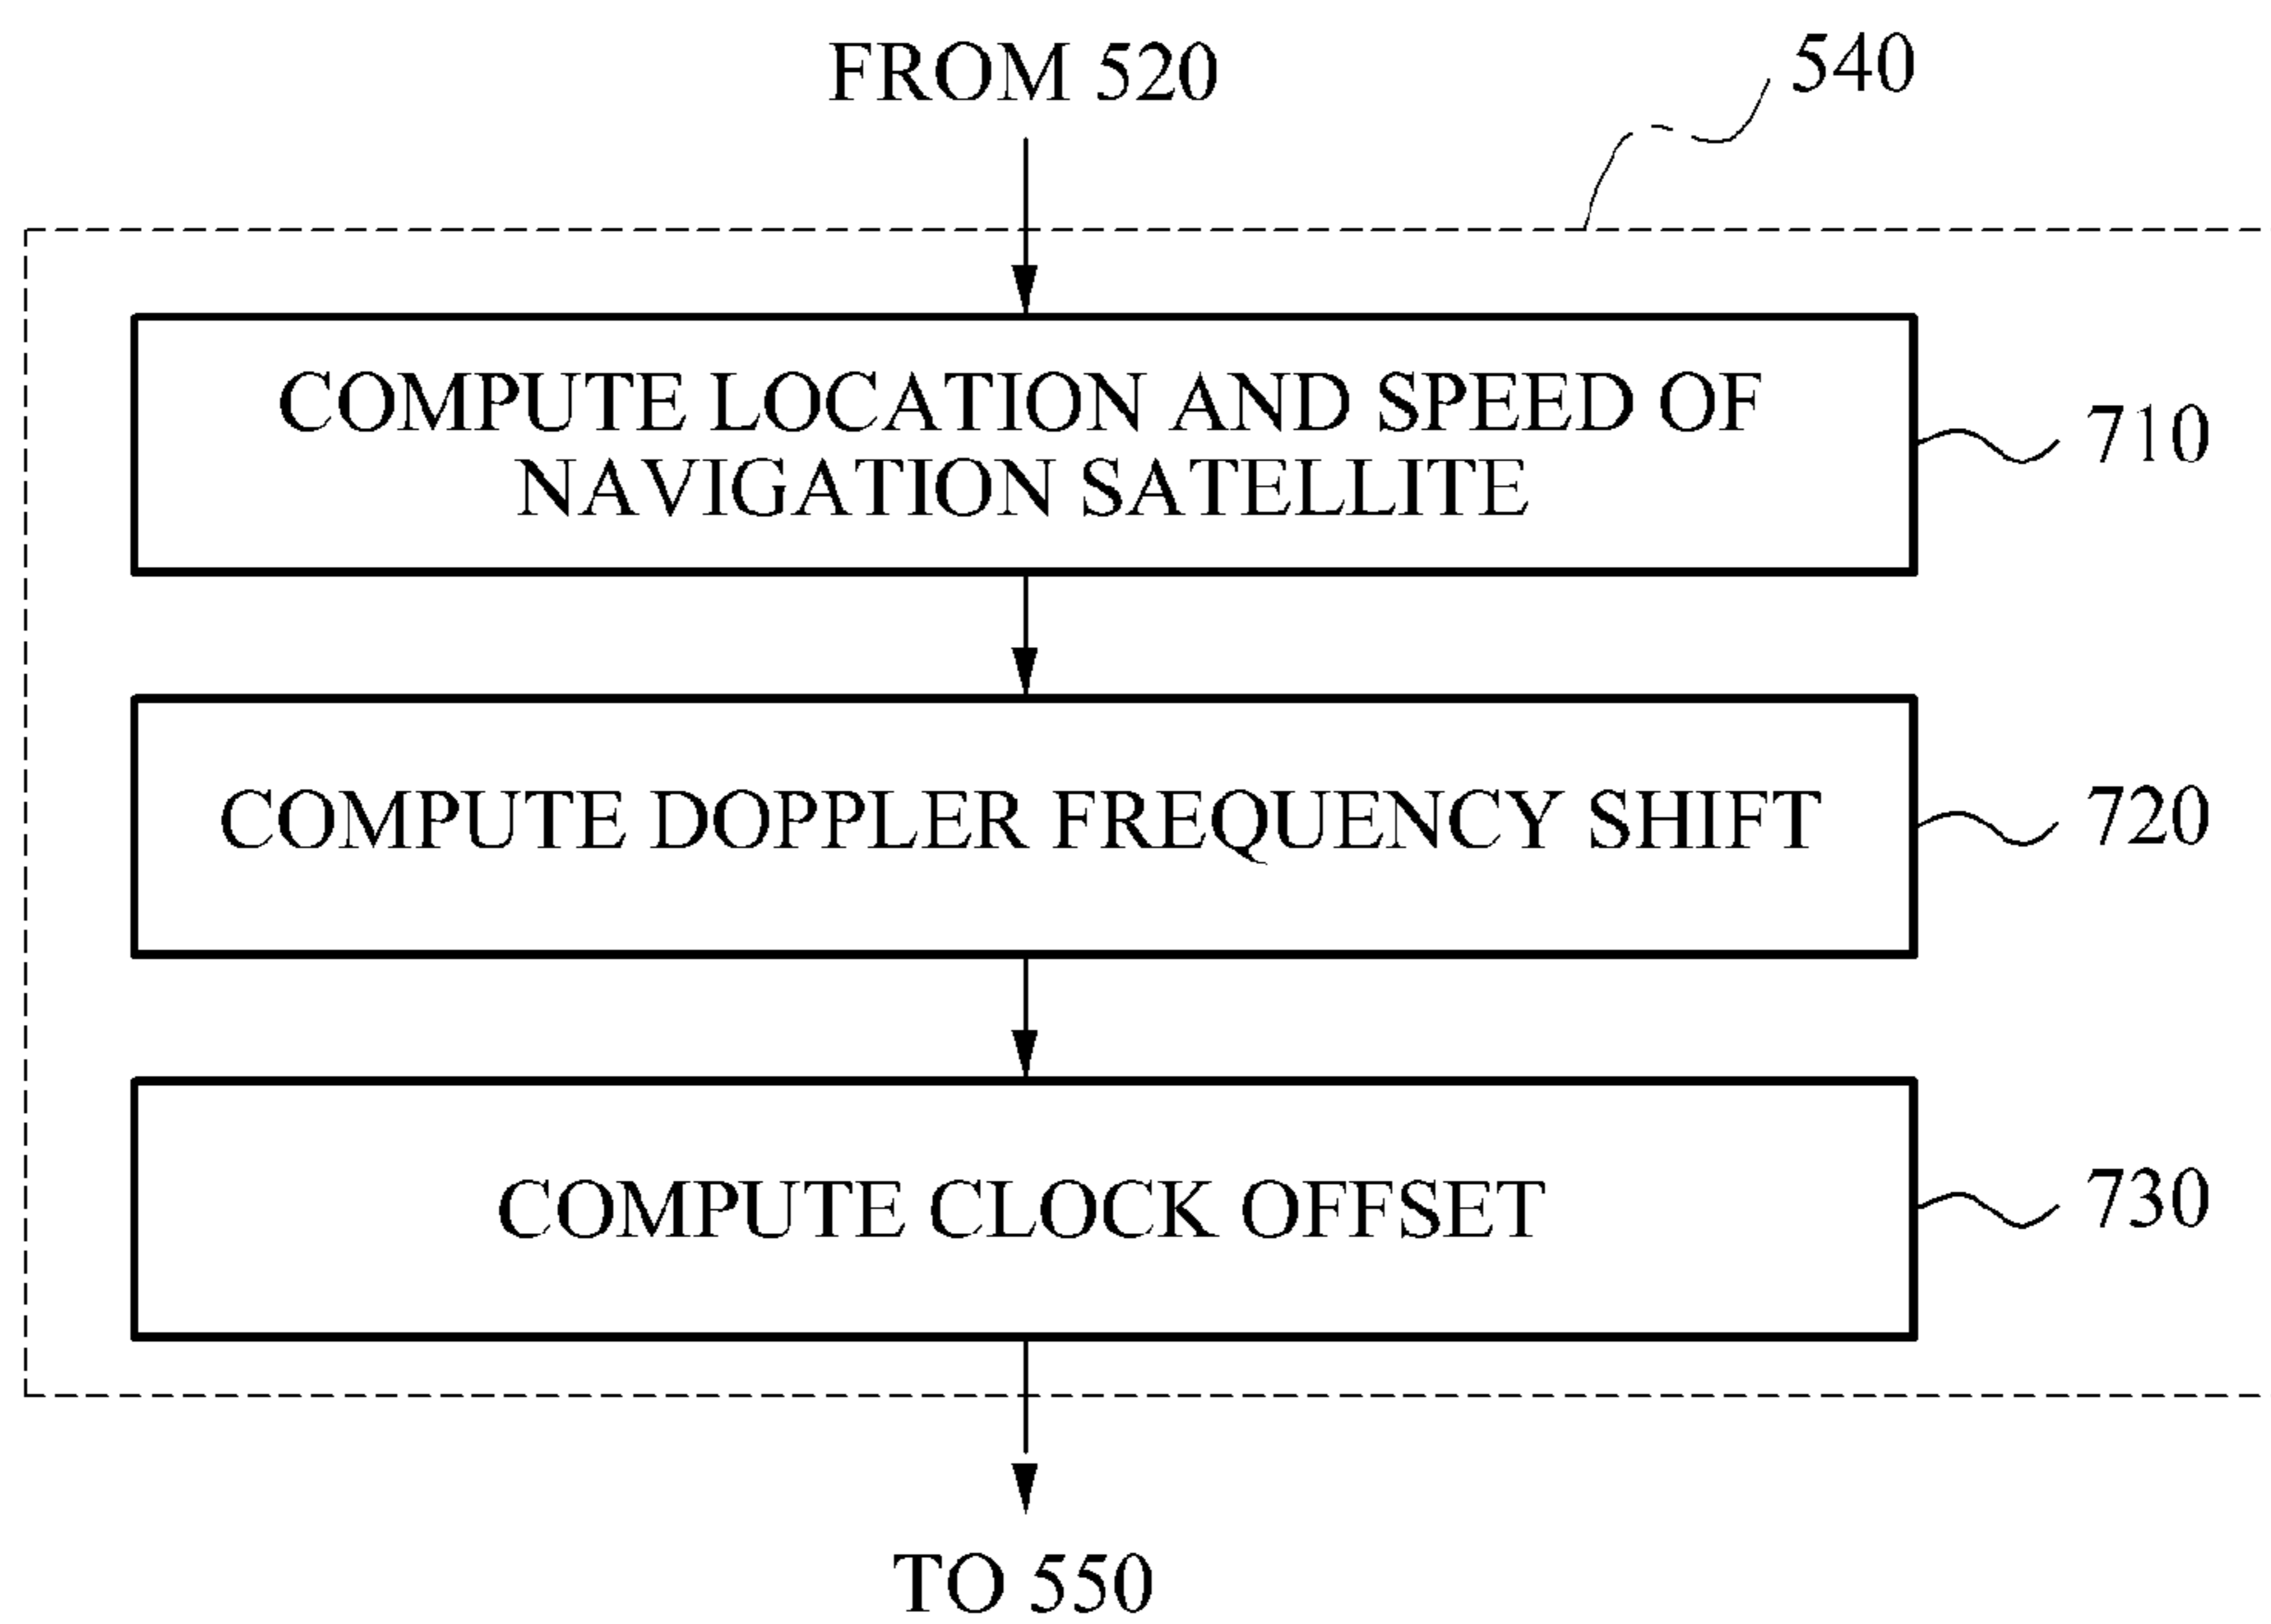 FROM 520
540
COMPUTE LOCATION AND SPEED OF
NAVIGATION SATELLITE
710
COMPUTE DOPPLER FREQUENCY SHIFT
720
COMPUTE CLOCK OFFSET
730
TO 550